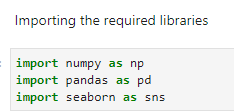 Importing the required libraries
import numpy as np
import pandas as pd
import seaborn as sns